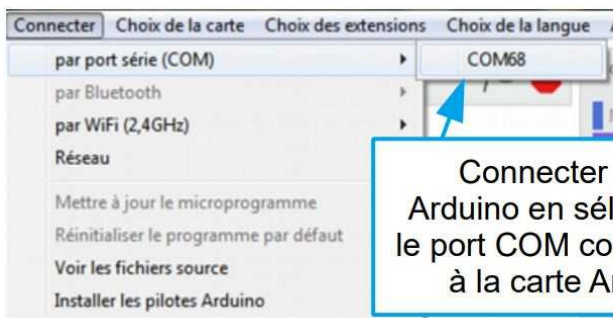 Connecter Choix de la carte Choix des extensions Choix de la langue
par port série (COM)
COM68
par Bluetooth
par WiFi (2,4GHz)
Réseau
Mettre à jour le microprogramme
Réinitialiser le programme par défaut
Voir les fichiers source
Installer les pilotes Arduino
Connecter
Arduino en sél
le port COM co
à la carte A